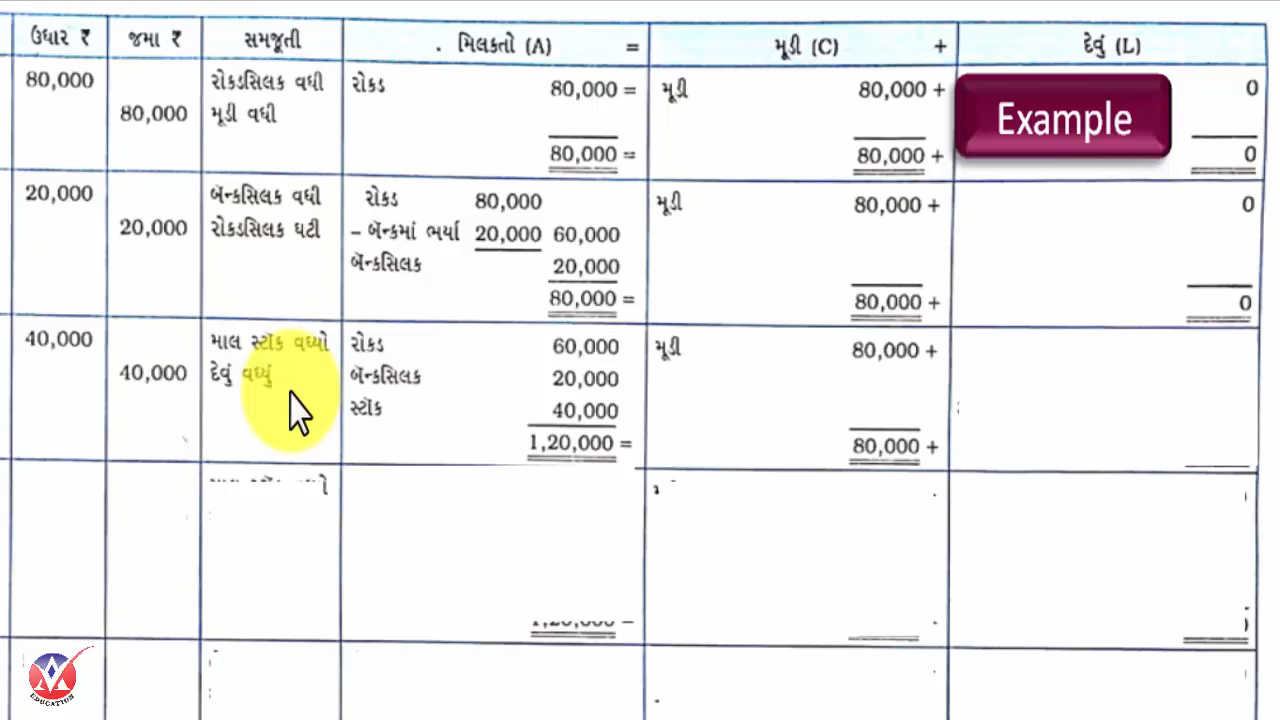 ઉધાર ₹ જમા ₹ સમજૂતી . મિલકતો (A) = મૂડી (C) + દેવું (L)
80,000 રોકડસિલક વધી રોકડ 80,000 = મૂડી 80,000 + 0
80,000 મૂડી વધી
Example
80,000 = 80,000 + 0
20,000 બૅન્કસિલક વધી રોકડ 80,000 મૂડી 80,000 + 0
20,000 રોકડસિલક ઘટી – બૅન્કમાં ભર્યા 20,000 60,000
બૅન્કસિલક 20,000
80,000 = 80,000 + 0
40,000 માલ સ્ટૉક વધ્યો રોકડ 60,000 મૂડી 80,000 +
40,000 દેવું વધ્યું બૅન્કસિલક 20,000
સ્ટૉક 40,000
1,20,000 = 80,000 +
EDUCATION